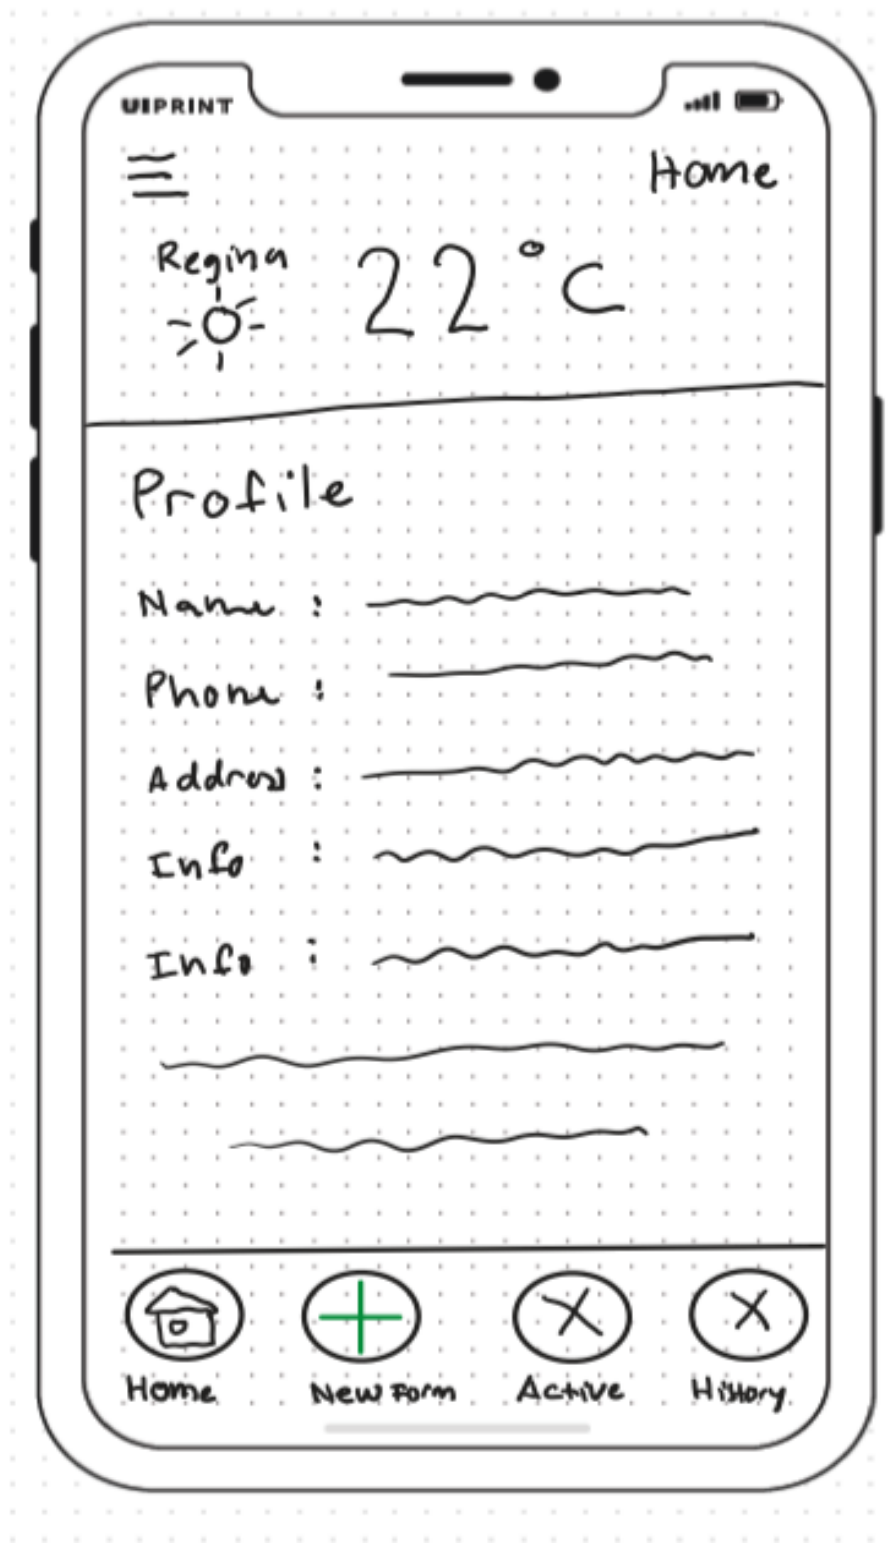 UIPRINT
Home
Regina
22°C
Profile
Name :
Phone :
Address :
Info :
Info :
Home
New Form
Active
History